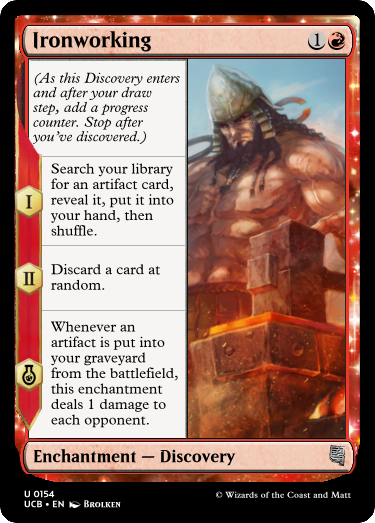 Ironworking
1
(As this Discovery enters
and after your draw
step, add a progress
counter. Stop after
you've discovered.)
I
Search your library
for an artifact card,
reveal it, put it into
your hand, then
shuffle.
II
Discard a card at
random.
Whenever an
artifact is put into
your graveyard
from the battlefield,
this enchantment
deals 1 damage to
each opponent.
Enchantment — Discovery
U 0154
UCB • EN Brolken
© Wizards of the Coast and Matt